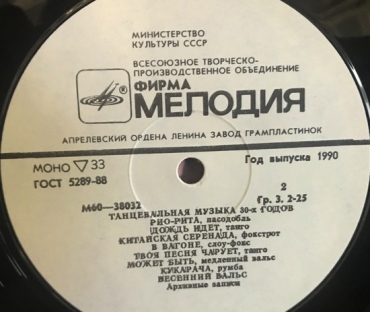 МИНИСТЕРСТВО
КУЛЬТУРЫ СССР
ВСЕСОЮЗНОЕ ТВОРЧЕСКО-
ПРОИЗВОДСТВЕННОЕ ОБЪЕДИНЕНИЕ
ФИРМА
МЕЛОДИЯ
АПРЕЛЕВСКИЙ ОРДЕНА ЛЕНИНА ЗАВОД ГРАМПЛАСТИНОК
МОНО ▽ 33
Год выпуска 1990
ГОСТ 5289-88
2
М60—38032
Гр. 3. 2-25
ТАНЦЕВАЛЬНАЯ МУЗЫКА 30-х ГОДОВ
РИО-РИТА, пасодобль
ДОЖДЬ ИДЕТ, танго
КИТАЙСКАЯ СЕРЕНАДА, фокстрот
В ВАГОНЕ, слоу-фокс
ТВОЯ ПЕСНЯ ЧАРУЕТ, танго
МОЖЕТ БЫТЬ, медленный вальс
КУКАРАЧА, румба
ВЕСЕННИЙ ВАЛЬС
Архивные записи